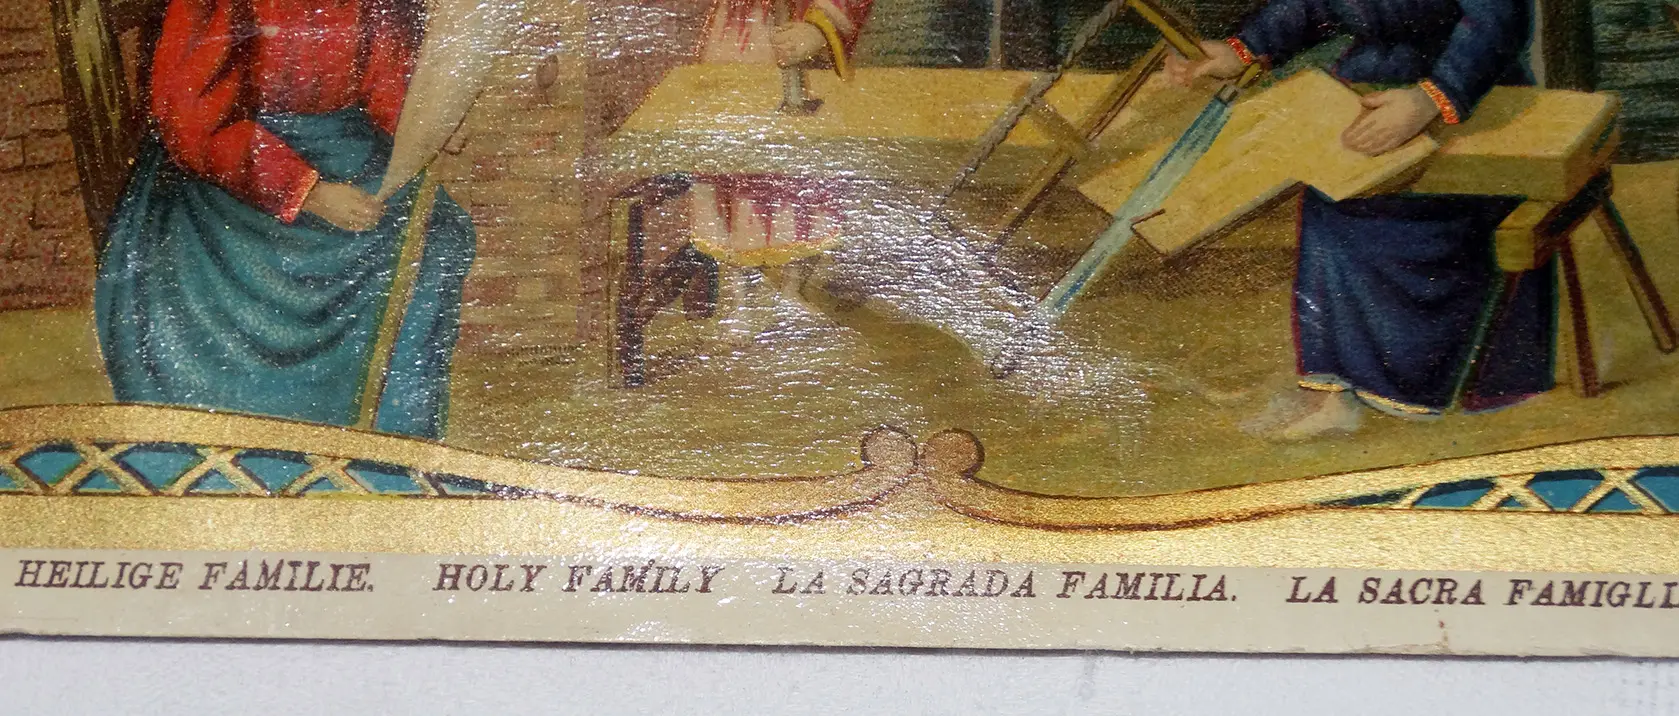 HEILIGE FAMILIE. HOLY FAMILY LA SAGRADA FAMILIA. LA SACRA FAMIGLI